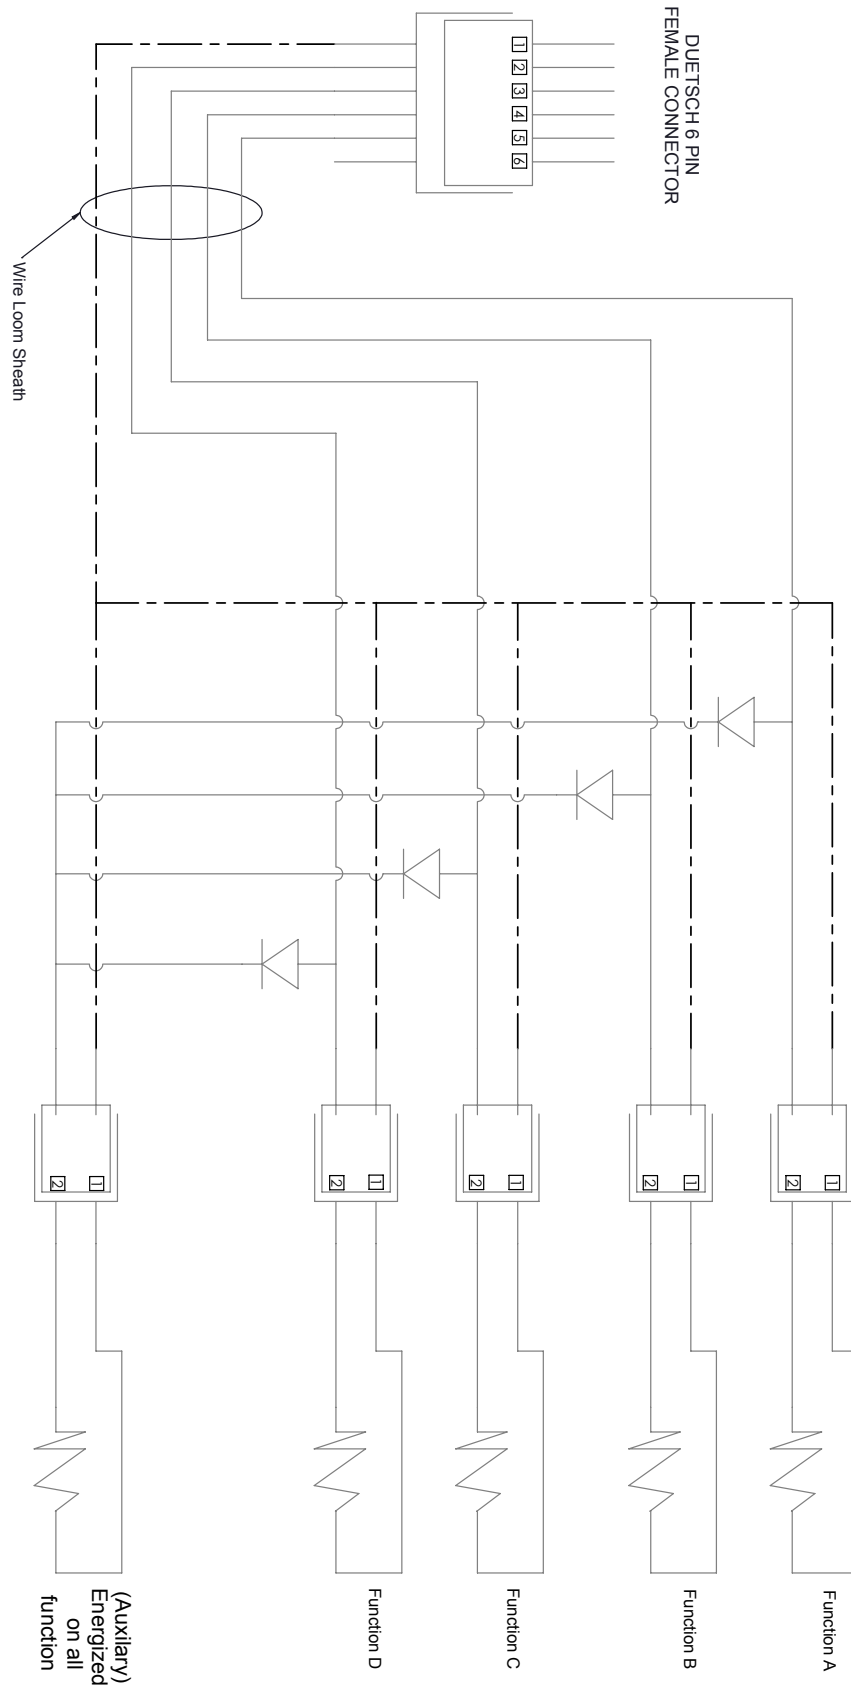 DUETSCH 6 PIN
FEMALE CONNECTOR
1
2
3
4
5
6
Wire Loom Sheath
1
2
Function A
1
2
Function B
1
2
Function C
1
2
Function D
1
2
(Auxilary)
Energized
on all
function